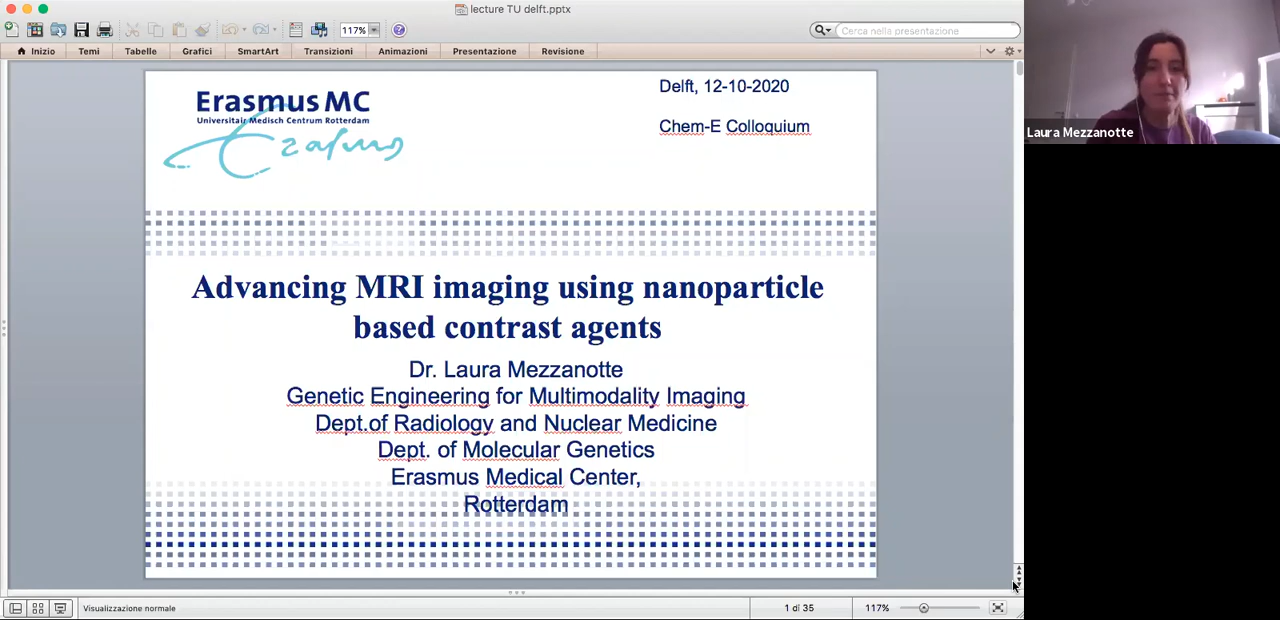 lecture TU delft.pptx
117%
Cerca nella presentazione
Inizio Temi Tabelle Grafici SmartArt Transizioni Animazioni Presentazione Revisione
Erasmus MC
Universitair Medisch Centrum Rotterdam
Erasmus
Delft, 12-10-2020
Chem-E Colloquium
Laura Mezzanotte
Advancing MRI imaging using nanoparticle
based contrast agents
Dr. Laura Mezzanotte
Genetic Engineering for Multimodality Imaging
Dept.of Radiology and Nuclear Medicine
Dept. of Molecular Genetics
Erasmus Medical Center,
Rotterdam
Visualizzazione normale
1 di 35
117%